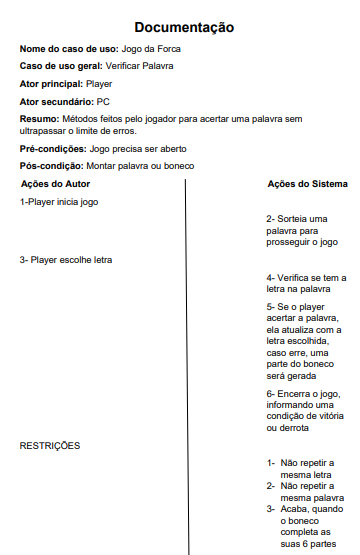 Documentação
Nome do caso de uso: Jogo da Forca
Caso de uso geral: Verificar Palavra
Ator principal: Player
Ator secundário: PC
Resumo: Métodos feitos pelo jogador para acertar uma palavra sem
ultrapassar o limite de erros.
Pré-condições: Jogo precisa ser aberto
Pós-condição: Montar palavra ou boneco
Ações do Autor
Ações do Sistema
1-Player inicia jogo
2- Sorteia uma
palavra para
prosseguir o jogo
3- Player escolhe letra
4- Verifica se tem a
letra na palavra
5- Se o player
acertar a palavra,
ela atualiza com a
letra escolhida,
caso erre, uma
parte do boneco
será gerada
6- Encerra o jogo,
informando uma
condição de vitória
ou derrota
RESTRIÇÕES
1- Não repetir a
mesma letra
2- Não repetir a
mesma palavra
3- Acaba, quando
o boneco
completa as
suas 6 partes